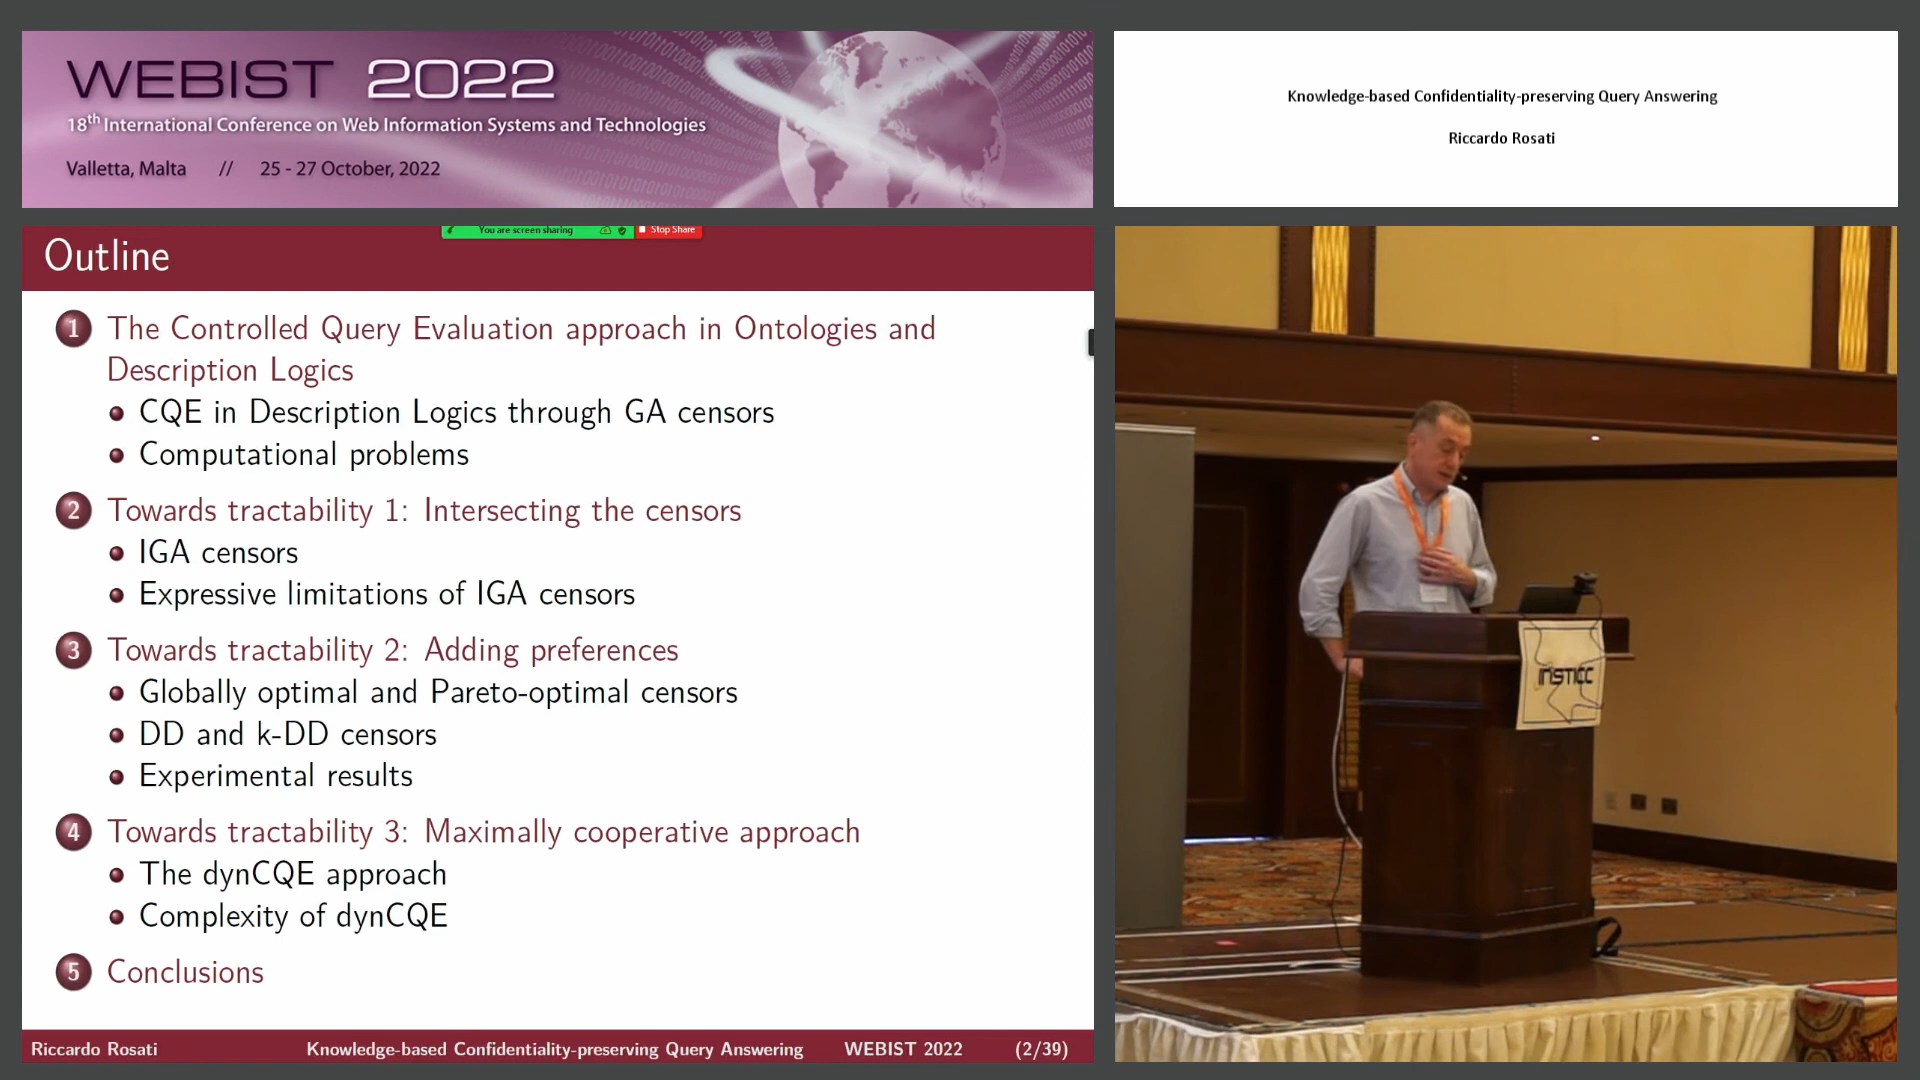 WEBIST 2022
18th International Conference on Web Information Systems and Technologies
Valletta, Malta // 25 - 27 October, 2022
Knowledge-based Confidentiality-preserving Query Answering
Riccardo Rosati
You are screen sharing
Stop Share
Outline
1 The Controlled Query Evaluation approach in Ontologies and
Description Logics
CQE in Description Logics through GA censors
Computational problems
2 Towards tractability 1: Intersecting the censors
IGA censors
Expressive limitations of IGA censors
3 Towards tractability 2: Adding preferences
Globally optimal and Pareto-optimal censors
DD and k-DD censors
Experimental results
4 Towards tractability 3: Maximally cooperative approach
The dynCQE approach
Complexity of dynCQE
5 Conclusions
Riccardo Rosati Knowledge-based Confidentiality-preserving Query Answering WEBIST 2022 (2/39)
INSTICC